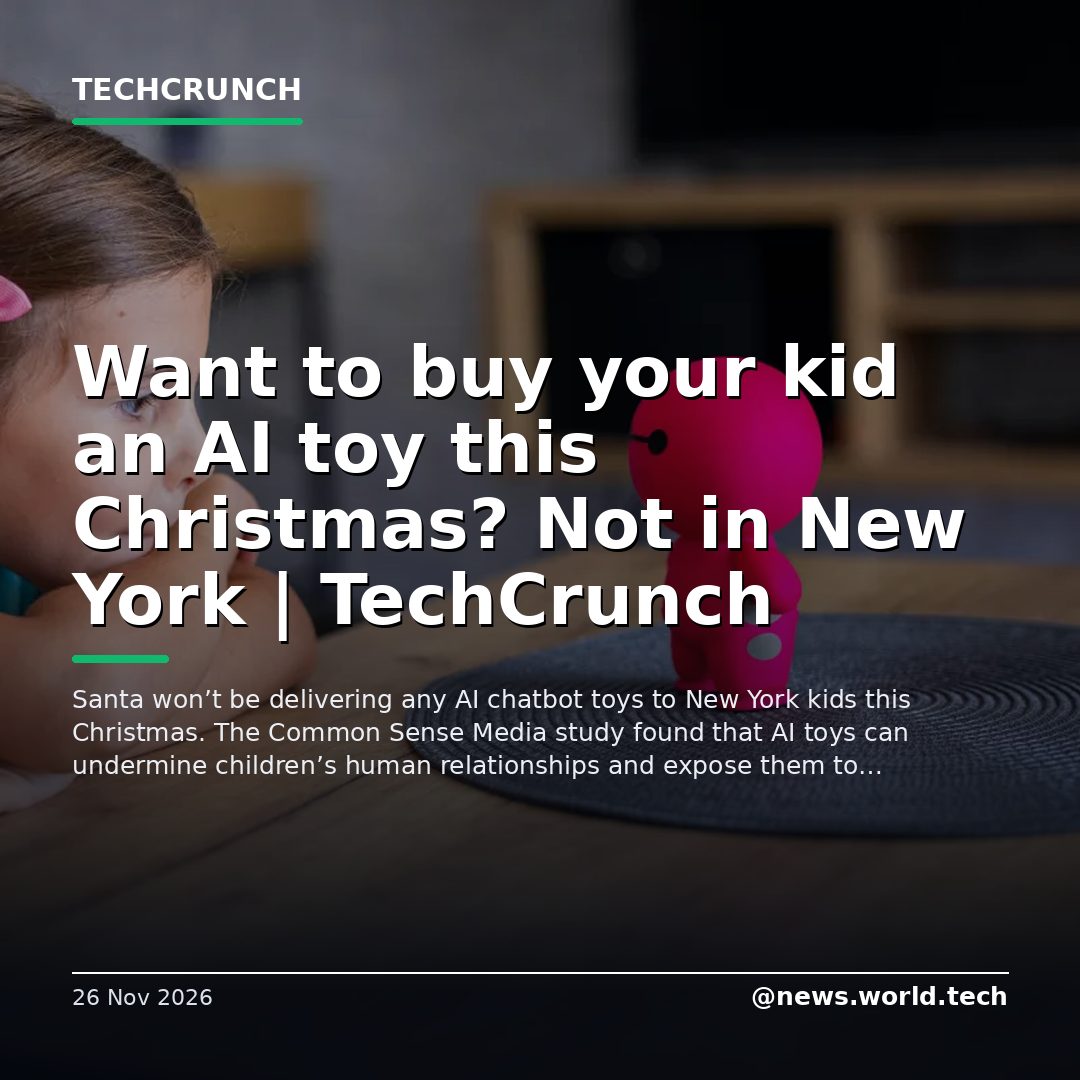 TECHCRUNCH
Want to buy your kid
an AI toy this
Christmas? Not in New
York | TechCrunch
Santa won’t be delivering any AI chatbot toys to New York kids this
Christmas. The Common Sense Media study found that AI toys can
undermine children’s human relationships and expose them to…
26 Nov 2026
@news.world.tech